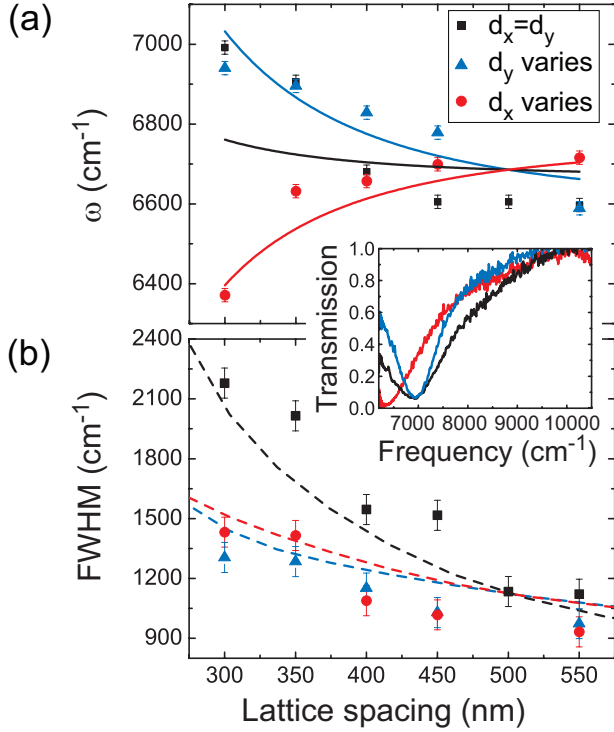 (a)
7000
6800
6600
6400
ω (cm⁻¹)
d_x=d_y
d_y varies
d_x varies
1.0
0.8
0.6
0.4
0.2
0.0
Transmission
7000 8000 9000 10000
Frequency (cm⁻¹)
(b)
2400
2100
1800
1500
1200
900
FWHM (cm⁻¹)
300 350 400 450 500 550
Lattice spacing (nm)